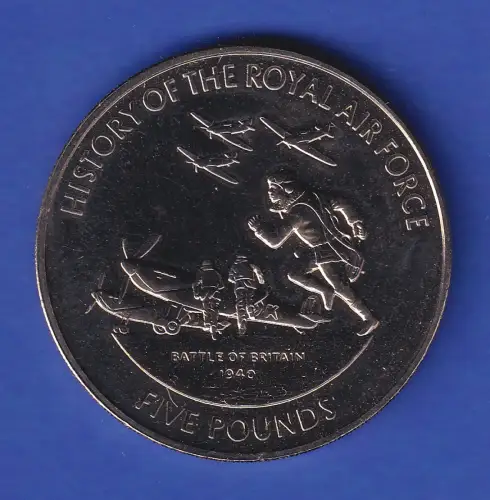 HISTORY OF THE ROYAL AIR FORCE
BATTLE OF BRITAIN
1940
FIVE POUNDS